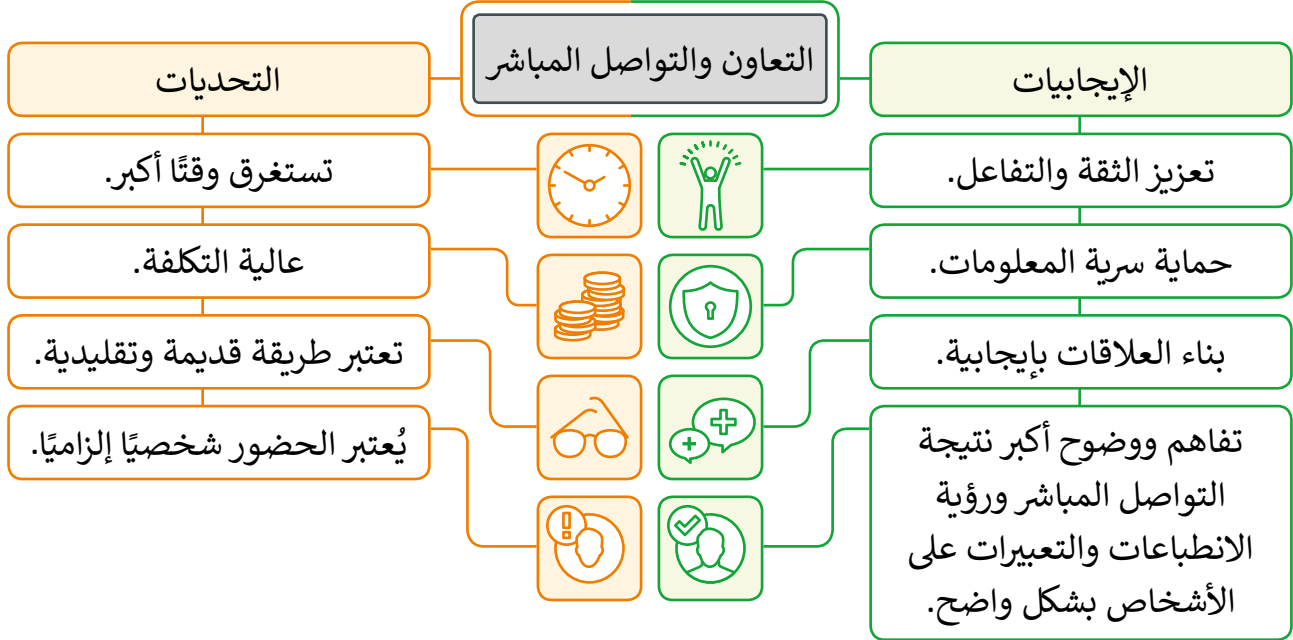 التعاون والتواصل المباشر
الإيجابيات
تعزيز الثقة والتفاعل.
حماية سرية المعلومات.
بناء العلاقات بإيجابية.
تفاهم ووضوح أكبر نتيجة
التواصل المباشر ورؤية
الانطباعات والتعبيرات على
الأشخاص بشكل واضح.
التحديات
تستغرق وقتًا أكبر.
عالية التكلفة.
تعتبر طريقة قديمة وتقليدية.
يُعتبر الحضور شخصيًا إلزاميًا.